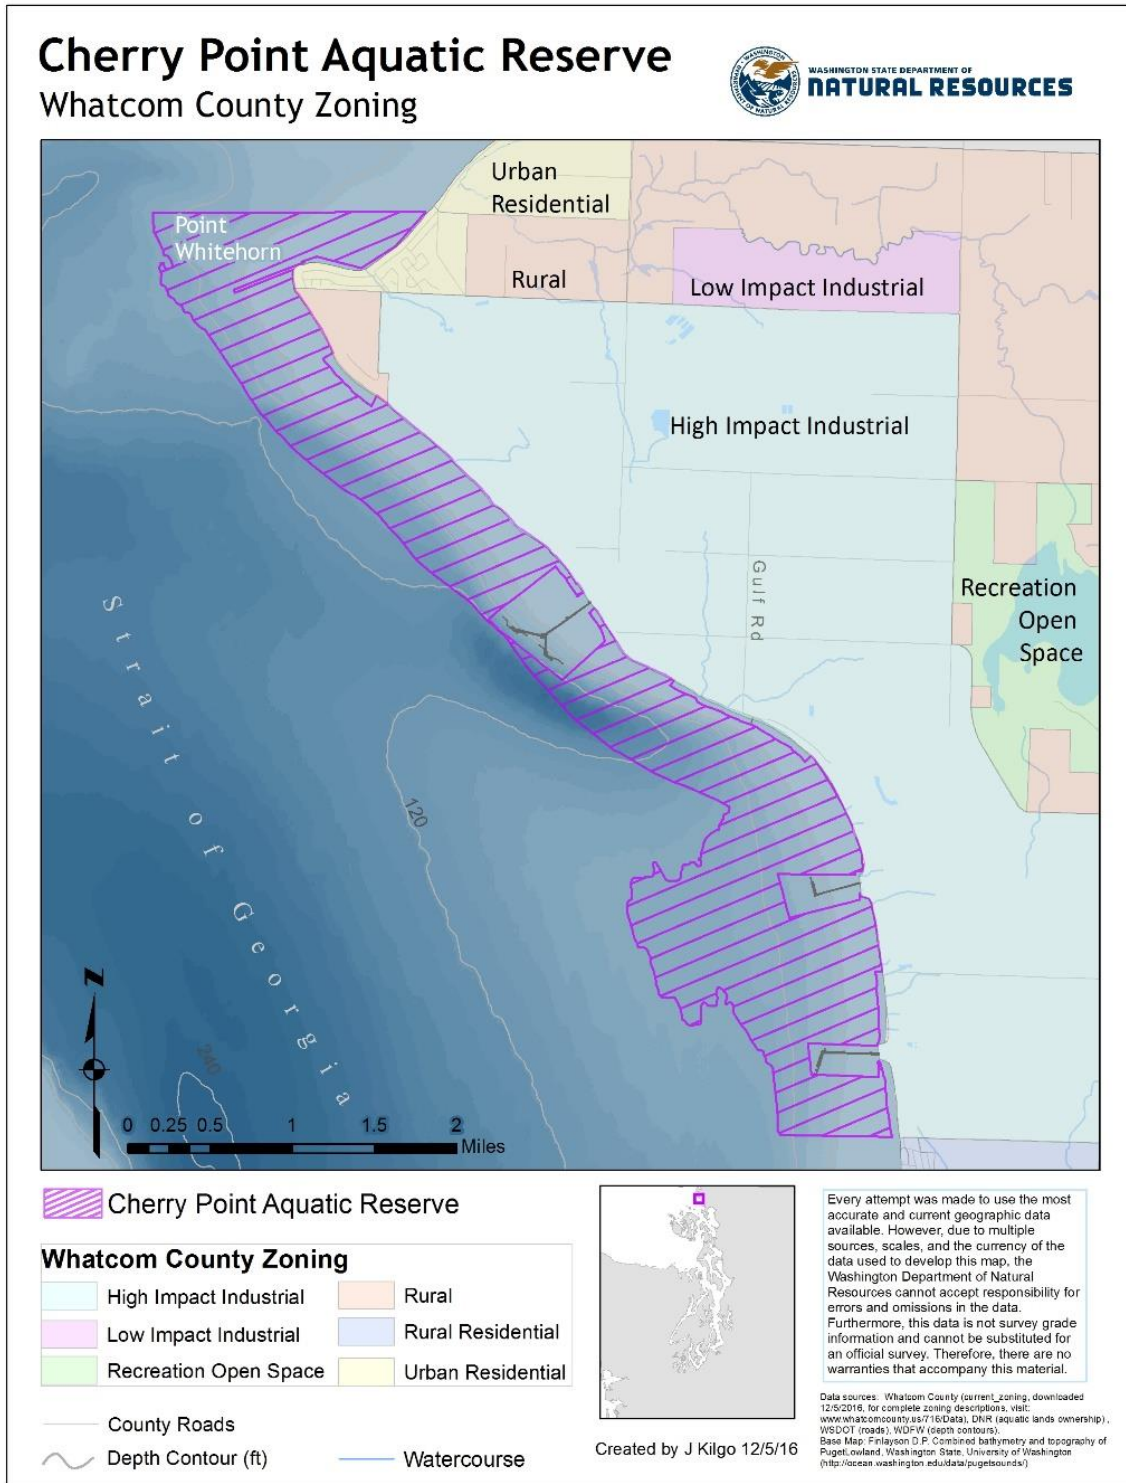 Cherry Point Aquatic Reserve
Whatcom County Zoning
WASHINGTON STATE DEPARTMENT OF
NATURAL RESOURCES
Urban
Residential
Point
Whitehorn
Rural
Low Impact Industrial
High Impact Industrial
Gulf Rd
Recreation
Open
Space
Strait of Georgia
120
240
N
0 0.25 0.5 1 1.5 2
Miles
Cherry Point Aquatic Reserve
Whatcom County Zoning
High Impact Industrial
Rural
Low Impact Industrial
Rural Residential
Recreation Open Space
Urban Residential
County Roads
Depth Contour (ft)
Watercourse
Created by J Kilgo 12/5/16
Every attempt was made to use the most
accurate and current geographic data
available. However, due to multiple
sources, scales, and the currency of the
data used to develop this map, the
Washington Department of Natural
Resources cannot accept responsibility for
errors and omissions in the data.
Furthermore, this data is not survey grade
information and cannot be substituted for
an official survey. Therefore, there are no
warranties that accompany this material.
Data sources: Whatcom County (current_zoning, downloaded
12/5/2016, for complete zoning descriptions, visit:
www.whatcomcounty.us/716/Data), DNR (aquatic lands ownership),
WSDOT (roads), WDFW (depth contours).
Base Map: Finlayson D.P. Combined bathymetry and topography of
PugetLowland, Washington State, University of Washington
(http://ocean.washington.edu/data/pugetsounds/)